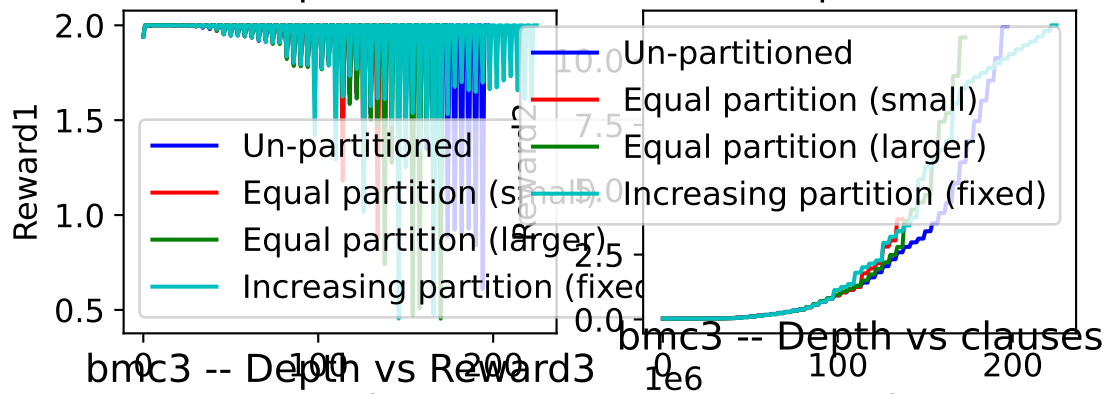 2.0
1.5
1.0
0.5
Reward1
Un-partitioned
Equal partition (small)
Equal partition (larger)
Increasing partition (fixed
0
100
200
bmc3 -- Depth vs Reward3
10.0
7.5
5.0
2.5
0.0
Reward2
Un-partitioned
Equal partition (small)
Equal partition (larger)
Increasing partition (fixed)
0
100
200
bmc3 -- Depth vs clauses
1e6